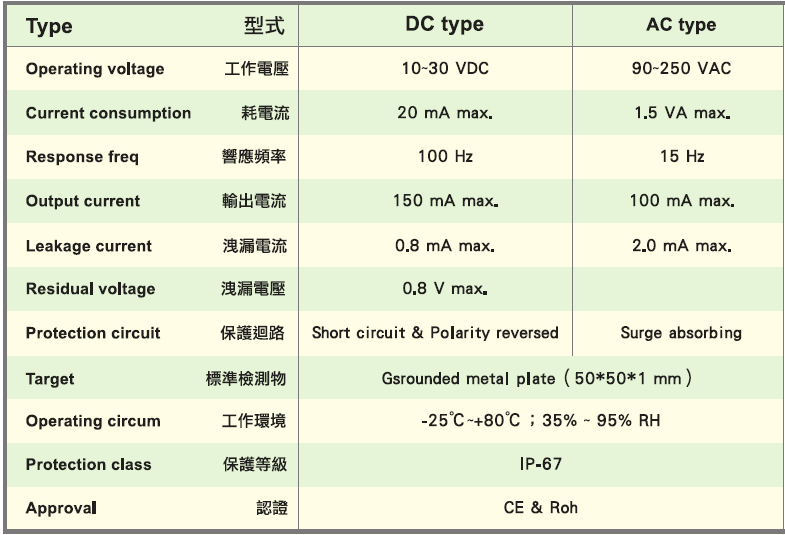 Type 型式 DC type AC type
Operating voltage 工作電壓 10~30 VDC 90~250 VAC
Current consumption 耗電流 20 mA max. 1.5 VA max.
Response freq 響應頻率 100 Hz 15 Hz
Output current 輸出電流 150 mA max. 100 mA max.
Leakage current 洩漏電流 0.8 mA max. 2.0 mA max.
Residual voltage 洩漏電壓 0.8 V max.
Protection circuit 保護迴路 Short circuit & Polarity reversed Surge absorbing
Target 標準檢測物 Gsrounded metal plate ( 50*50*1 mm )
Operating circum 工作環境 -25℃~+80℃ ; 35% ~ 95% RH
Protection class 保護等級 IP-67
Approval 認證 CE & Roh